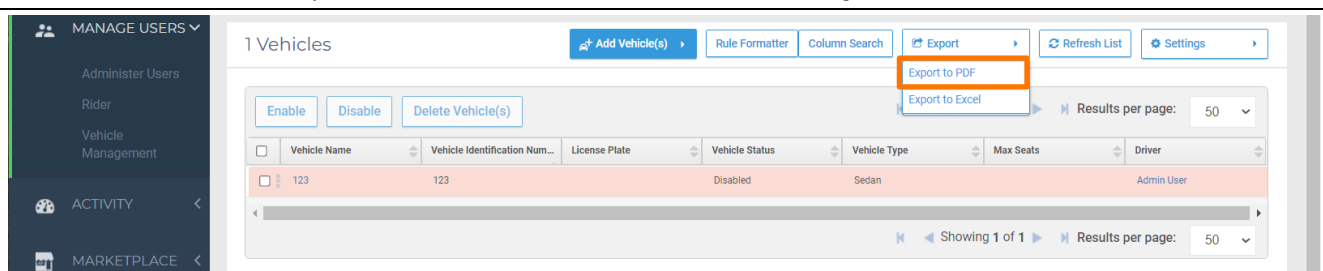 MANAGE USERS
Administer Users
Rider
Vehicle
Management
ACTIVITY
MARKETPLACE
1 Vehicles
Add Vehicle(s)
Rule Formatter
Column Search
Export
Refresh List
Settings
Export to PDF
Export to Excel
Enable
Disable
Delete Vehicle(s)
Results per page:
50
Vehicle Name
Vehicle Identification Num...
License Plate
Vehicle Status
Vehicle Type
Max Seats
Driver
123
123
Disabled
Sedan
Admin User
Showing 1 of 1
Results per page:
50